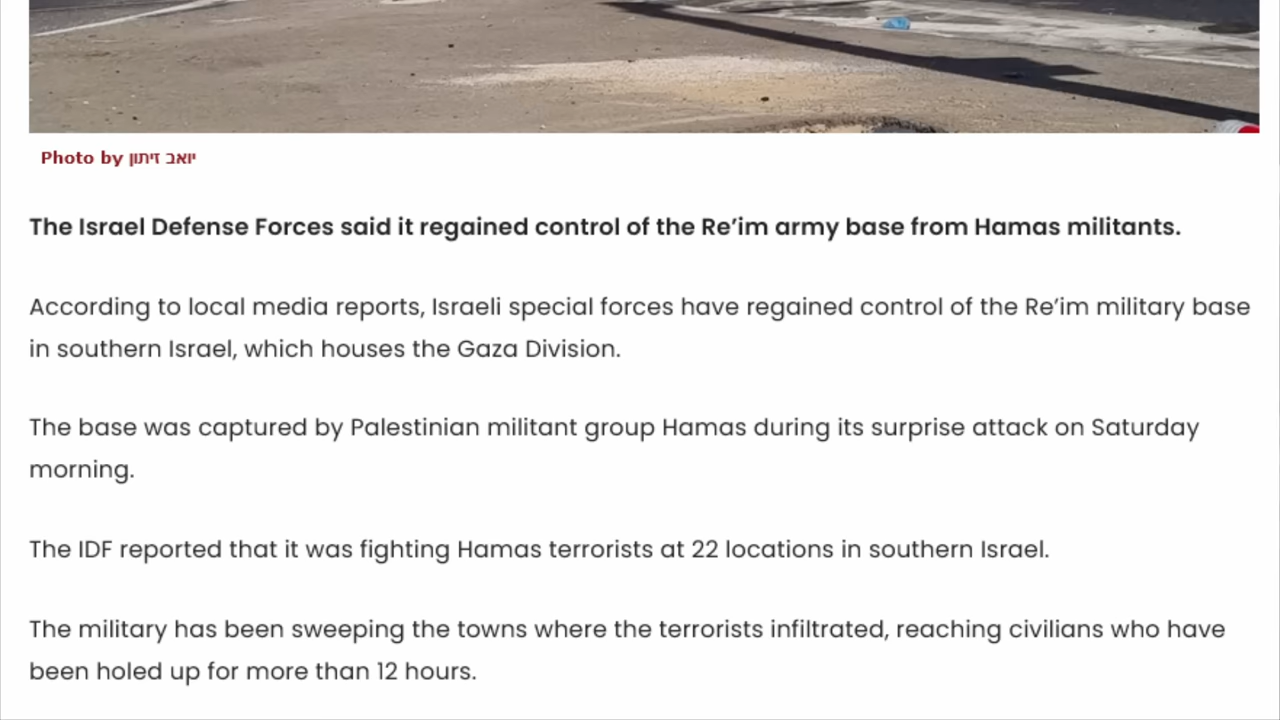 Photo by יואב זיתון
The Israel Defense Forces said it regained control of the Re’im army base from Hamas militants.
According to local media reports, Israeli special forces have regained control of the Re’im military base
in southern Israel, which houses the Gaza Division.
The base was captured by Palestinian militant group Hamas during its surprise attack on Saturday
morning.
The IDF reported that it was fighting Hamas terrorists at 22 locations in southern Israel.
The military has been sweeping the towns where the terrorists infiltrated, reaching civilians who have
been holed up for more than 12 hours.